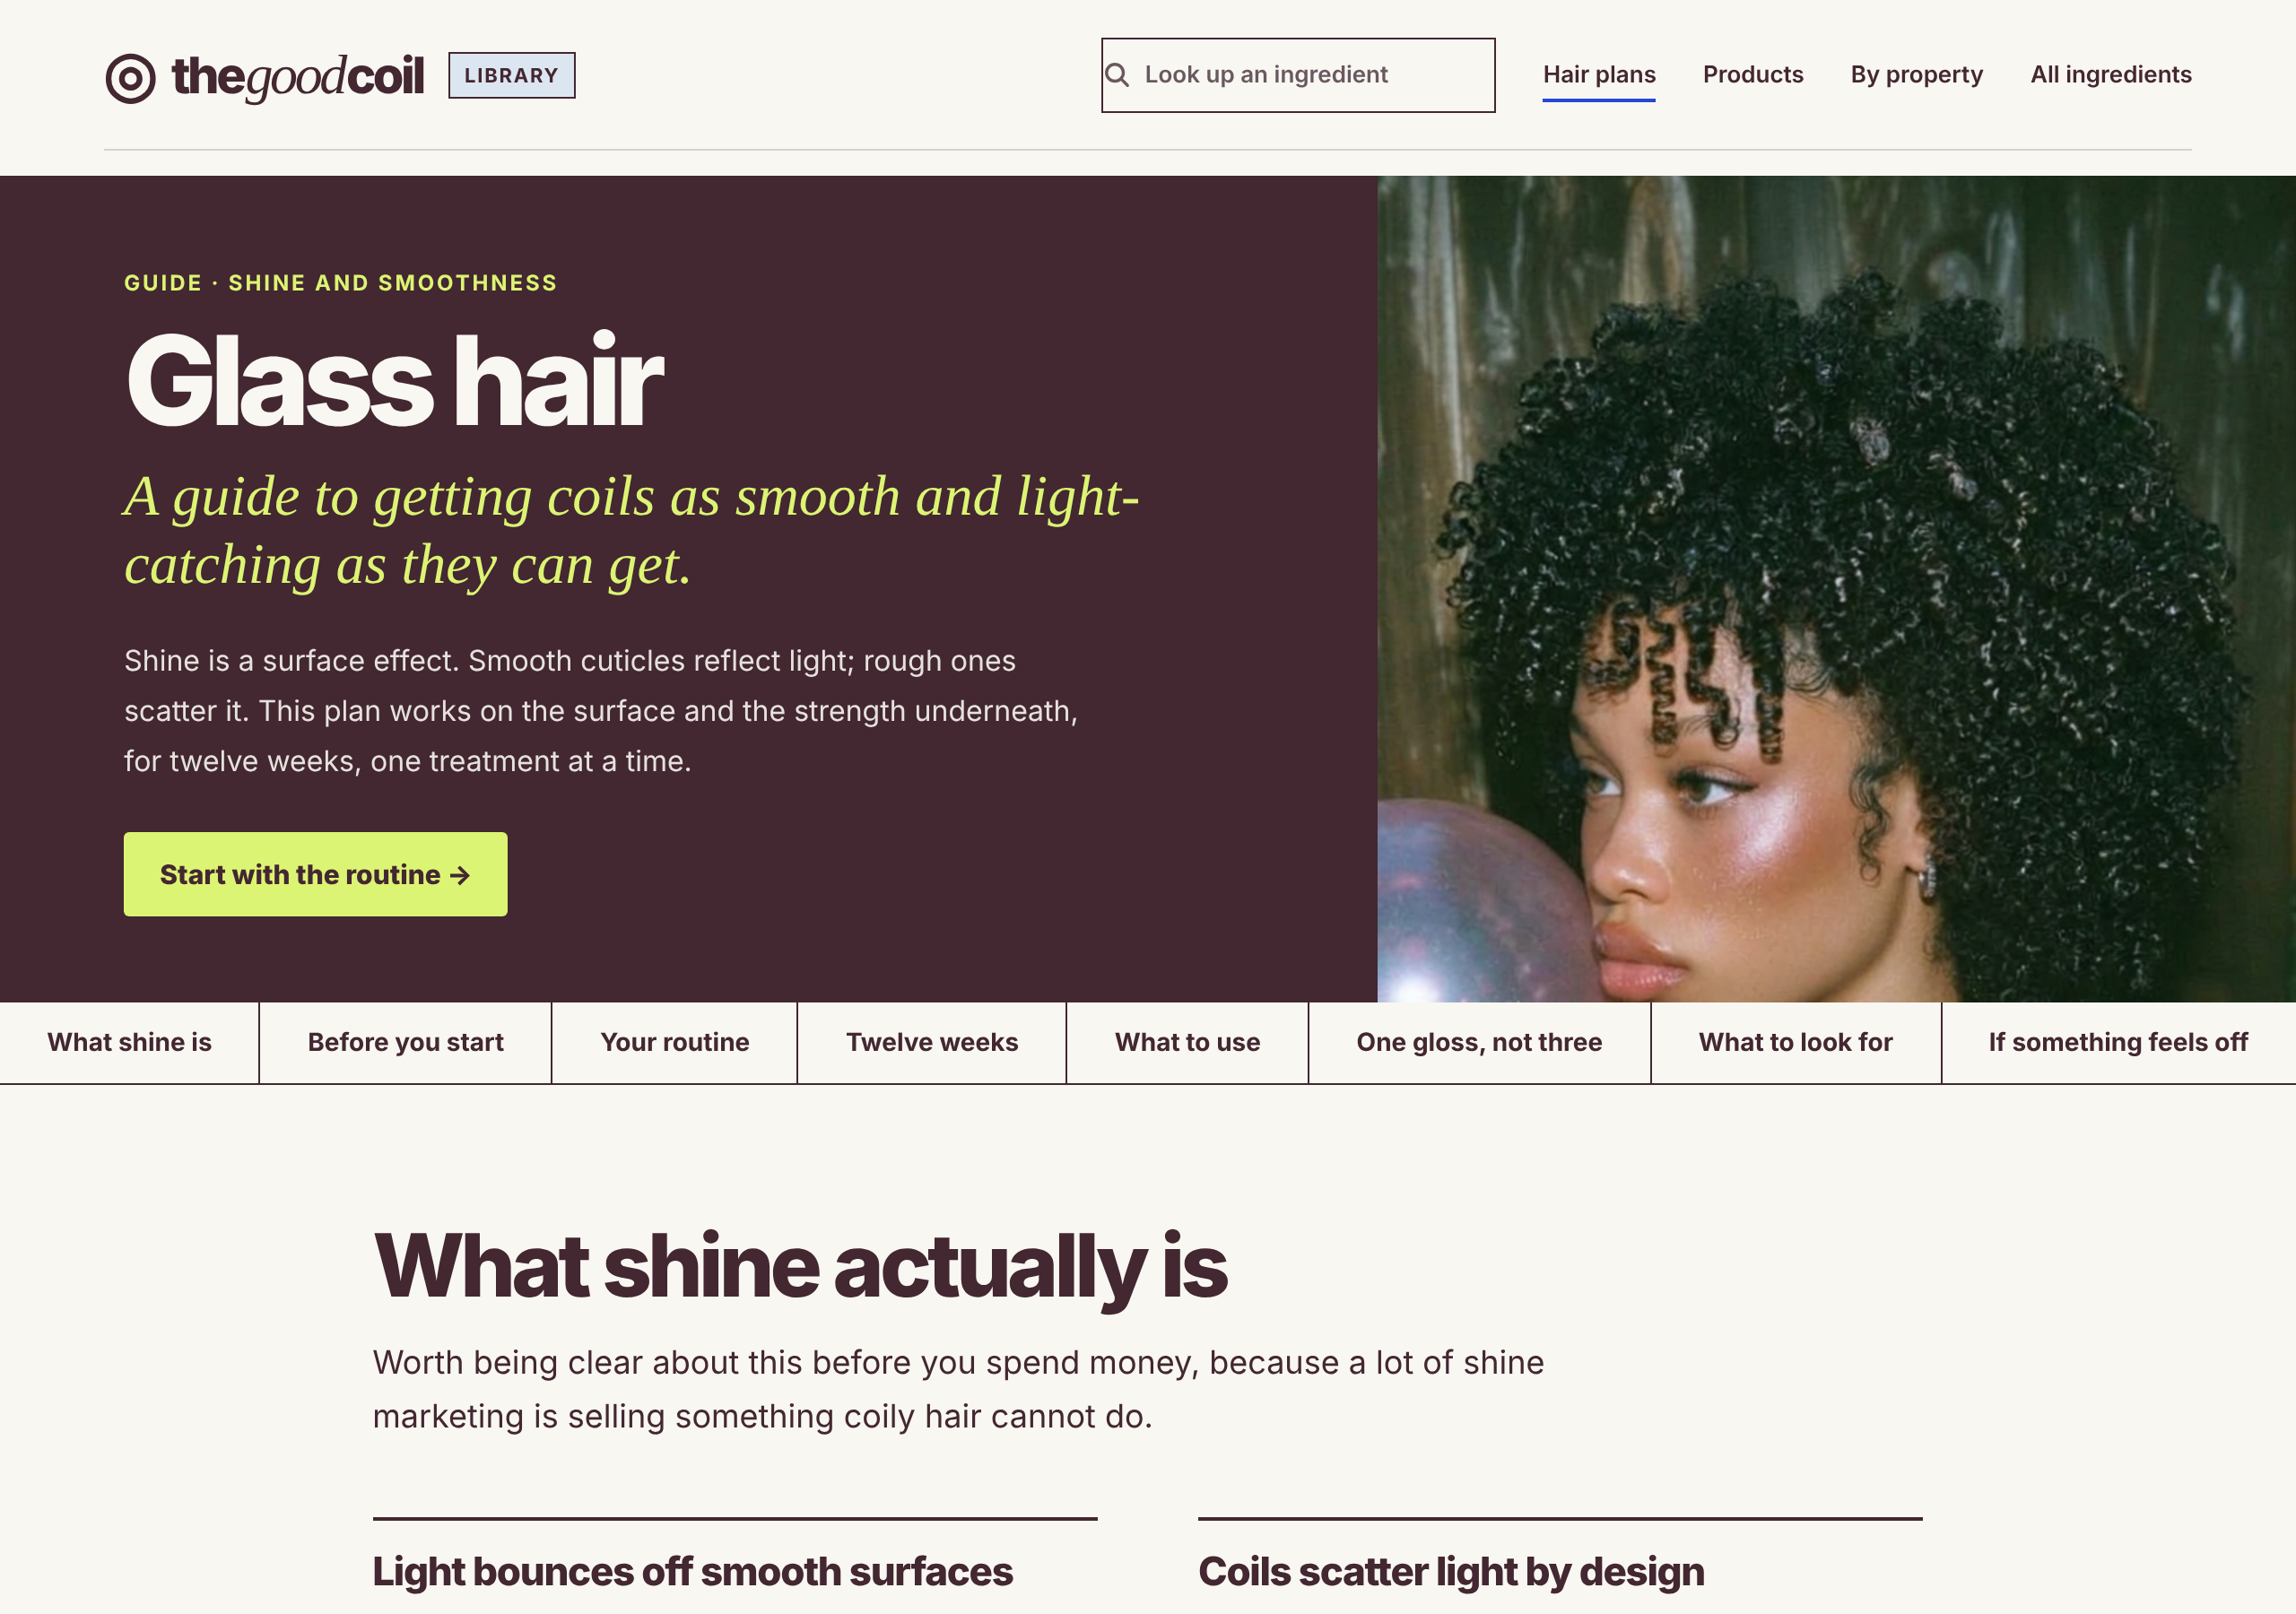 thegoodcoil LIBRARY
Look up an ingredient
Hair plans
Products
By property
All ingredients
GUIDE · SHINE AND SMOOTHNESS
Glass hair
A guide to getting coils as smooth and light-
catching as they can get.
Shine is a surface effect. Smooth cuticles reflect light; rough ones
scatter it. This plan works on the surface and the strength underneath,
for twelve weeks, one treatment at a time.
Start with the routine →
What shine is
Before you start
Your routine
Twelve weeks
What to use
One gloss, not three
What to look for
If something feels off
What shine actually is
Worth being clear about this before you spend money, because a lot of shine
marketing is selling something coily hair cannot do.
Light bounces off smooth surfaces
Coils scatter light by design